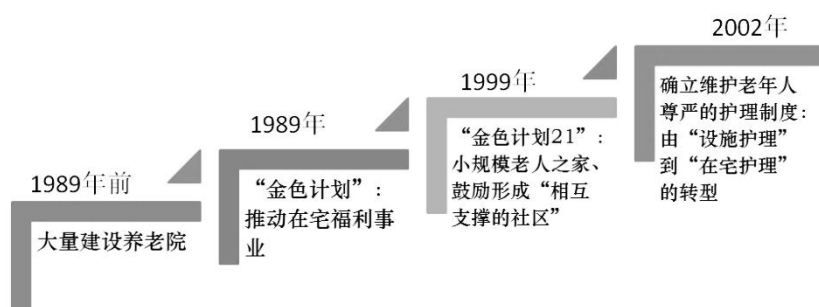 1989年前
大量建设养老院
1989年
“金色计划”：
推动在宅福利事
业
1999年
“金色计划21”：
小规模老人之家、
鼓励形成“相互
支撑的社区”
2002年
确立维护老年人
尊严的护理制度：
由“设施护理”
到“在宅护理”
的转型